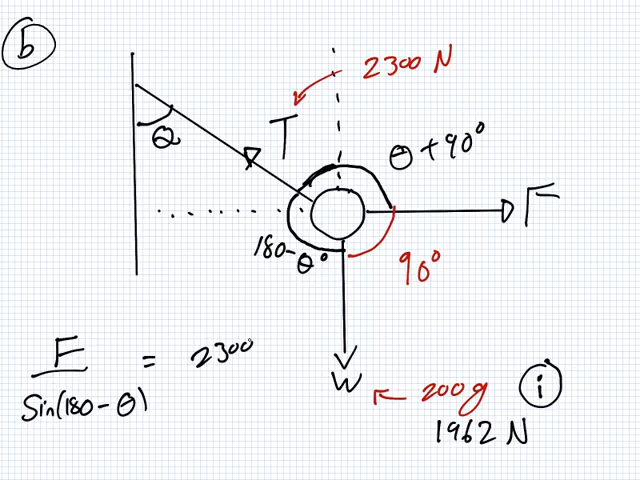 b
2300 N
T
θ
θ + 90°
F
180 - θ°
90°
F = 2300
Sin(180 - θ)
W
200g
i
1962 N